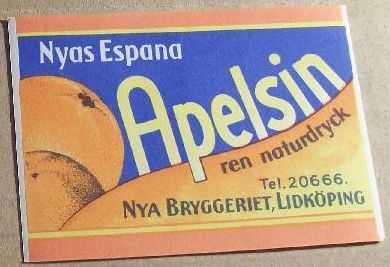 Nyas Espana
Apelsin
ren naturdryck
Tel. 20666.
NYA BRYGGERIET, LIDKÖPING